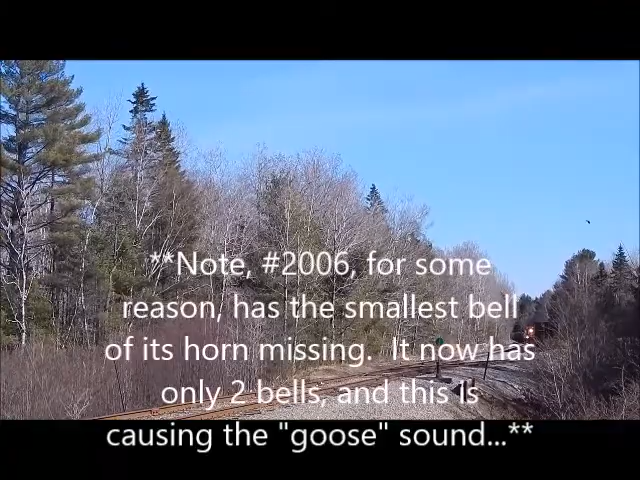 **Note, #2006, for some
reason, has the smallest bell
of its horn missing.  It now has
only 2 bells, and this is
causing the "goose" sound...**